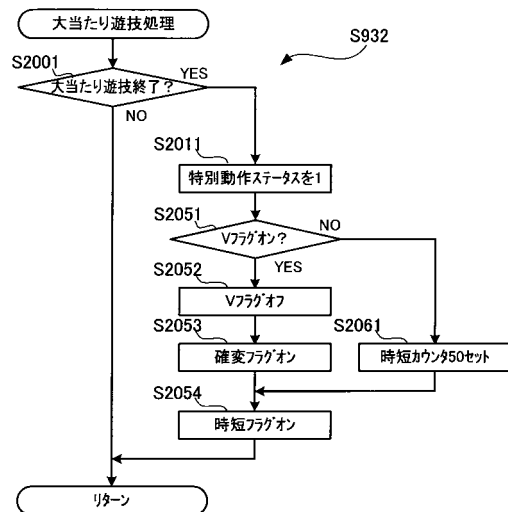 大当たり遊技処理
S932
S2001
大当たり遊技終了?
YES
NO
S2011
特別動作ステータスを1
S2051
Vフラグオン?
NO
YES
S2052
Vフラグオフ
S2053
確変フラグオン
S2061
時短カウンタ50セット
S2054
時短フラグオン
リターン